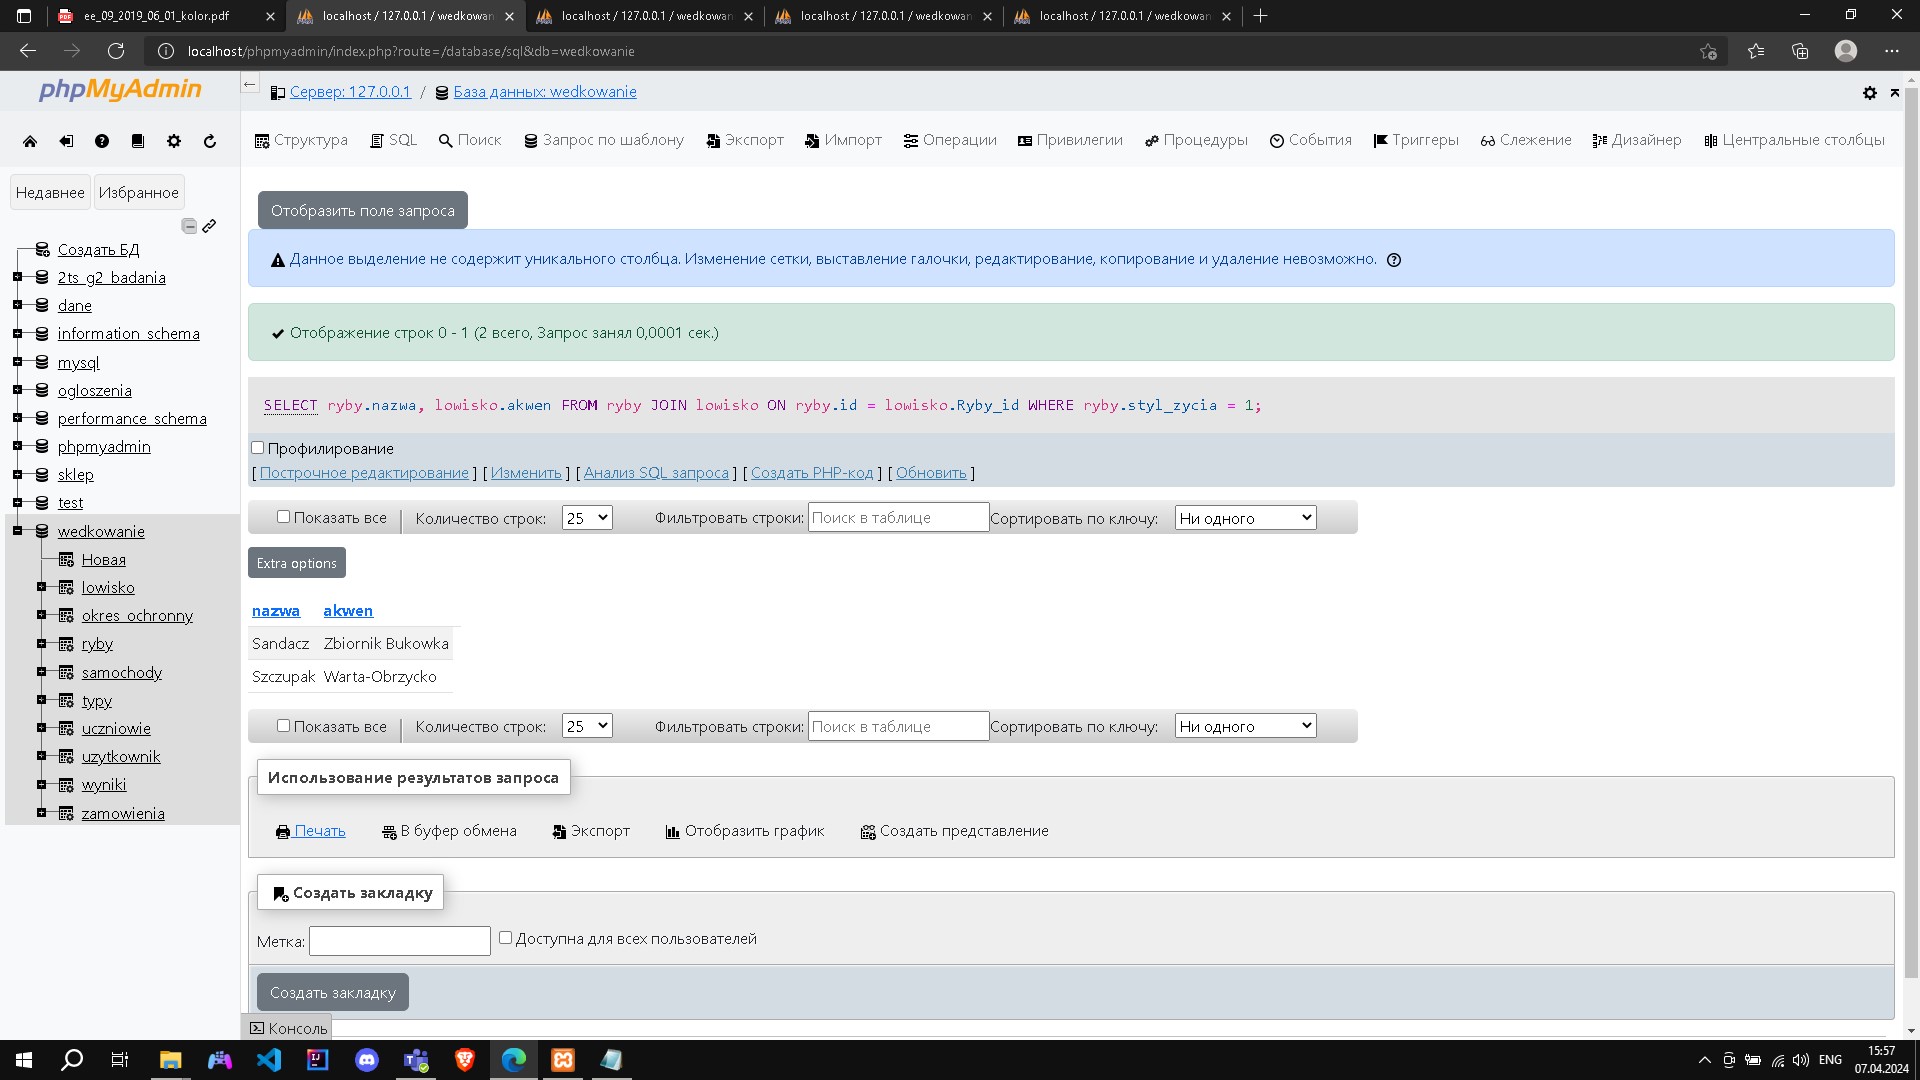 ee_09_2019_06_01_kolor.pdf
localhost / 127.0.0.1 / wedkowan
localhost / 127.0.0.1 / wedkowan
localhost / 127.0.0.1 / wedkowan
localhost / 127.0.0.1 / wedkowan
localhost/phpmyadmin/index.php?route=/database/sql&db=wedkowanie
phpMyAdmin
Недавнее Избранное
Создать БД
2ts_g2_badania
dane
information_schema
mysql
ogloszenia
performance_schema
phpmyadmin
sklep
test
wedkowanie
Новая
lowisko
okres_ochronny
ryby
samochody
typy
uczniowie
uzytkownik
wyniki
zamowienia
Сервер: 127.0.0.1 / База данных: wedkowanie
Структура SQL Поиск Запрос по шаблону Экспорт Импорт Операции Привилегии Процедуры События Триггеры Слежение Дизайнер Центральные столбцы
Отобразить поле запроса
Данное выделение не содержит уникального столбца. Изменение сетки, выставление галочки, редактирование, копирование и удаление невозможно.
Отображение строк 0 - 1 (2 всего, Запрос занял 0,0001 сек.)
SELECT ryby.nazwa, lowisko.akwen FROM ryby JOIN lowisko ON ryby.id = lowisko.Ryby_id WHERE ryby.styl_zycia = 1;
Профилирование
[ Построчное редактирование ] [ Изменить ] [ Анализ SQL запроса ] [ Создать PHP-код ] [ Обновить ]
Показать все Количество строк: 25 Фильтровать строки: Поиск в таблице Сортировать по ключу: Ни одного
Extra options
nazwa akwen
Sandacz Zbiornik Bukowka
Szczupak Warta-Obrzycko
Показать все Количество строк: 25 Фильтровать строки: Поиск в таблице Сортировать по ключу: Ни одного
Использование результатов запроса
Печать В буфер обмена Экспорт Отобразить график Создать представление
Создать закладку
Метка: Доступна для всех пользователей
Создать закладку
Консоль
ENG
15:57
07.04.2024